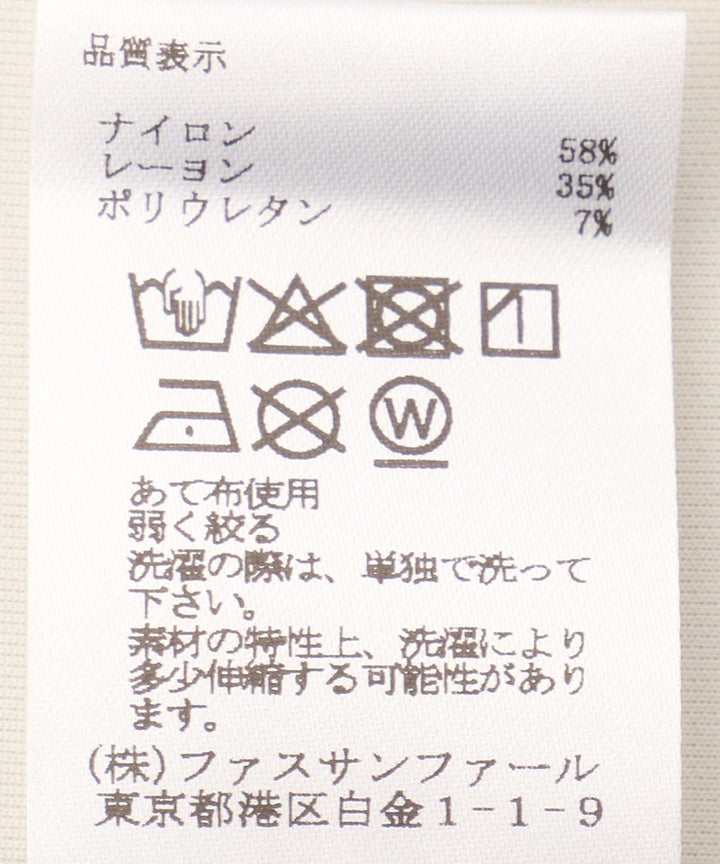 品質表示
ナイロン 58%
レーヨン 35%
ポリウレタン 7%
W
あて布使用
弱く絞る
洗濯の際は、単独で洗って
下さい。
素材の特性上、洗濯により
多少伸縮する可能性があり
ます。
(株)ファスサンファール
東京都港区白金1-1-9